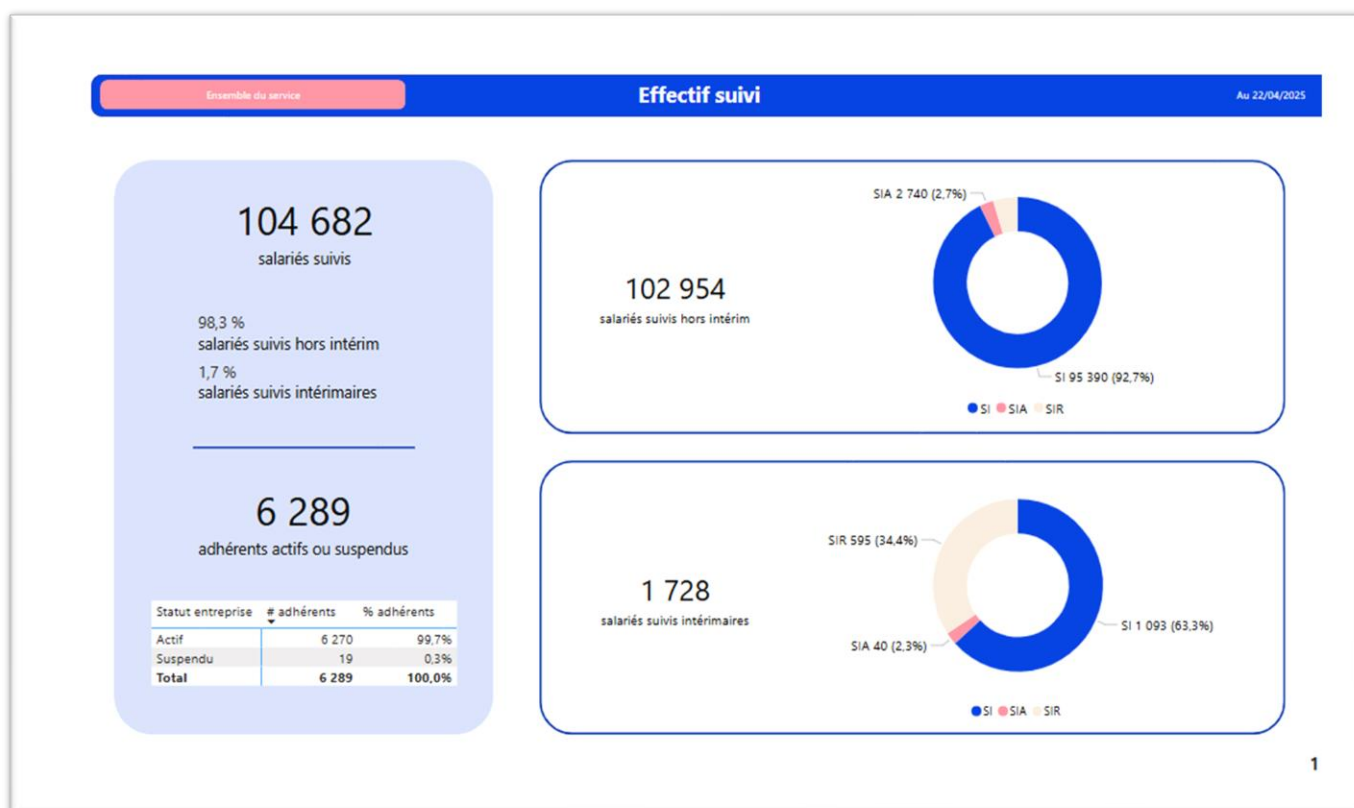 Ensemble du service
Effectif suivi
Au 22/04/2025
104 682
salariés suivis
98,3 %
salariés suivis hors intérim
1,7 %
salariés suivis intérimaires
6 289
adhérents actifs ou suspendus
Statut entreprise # adhérents % adhérents
Actif 6 270 99,7%
Suspendu 19 0,3%
Total 6 289 100,0%
102 954
salariés suivis hors intérim
SIA 2 740 (2,7%)
SI 95 390 (92,7%)
SI SIA SIR
1 728
salariés suivis intérimaires
SIR 595 (34,4%)
SIA 40 (2,3%)
SI 1 093 (63,3%)
SI SIA SIR
1